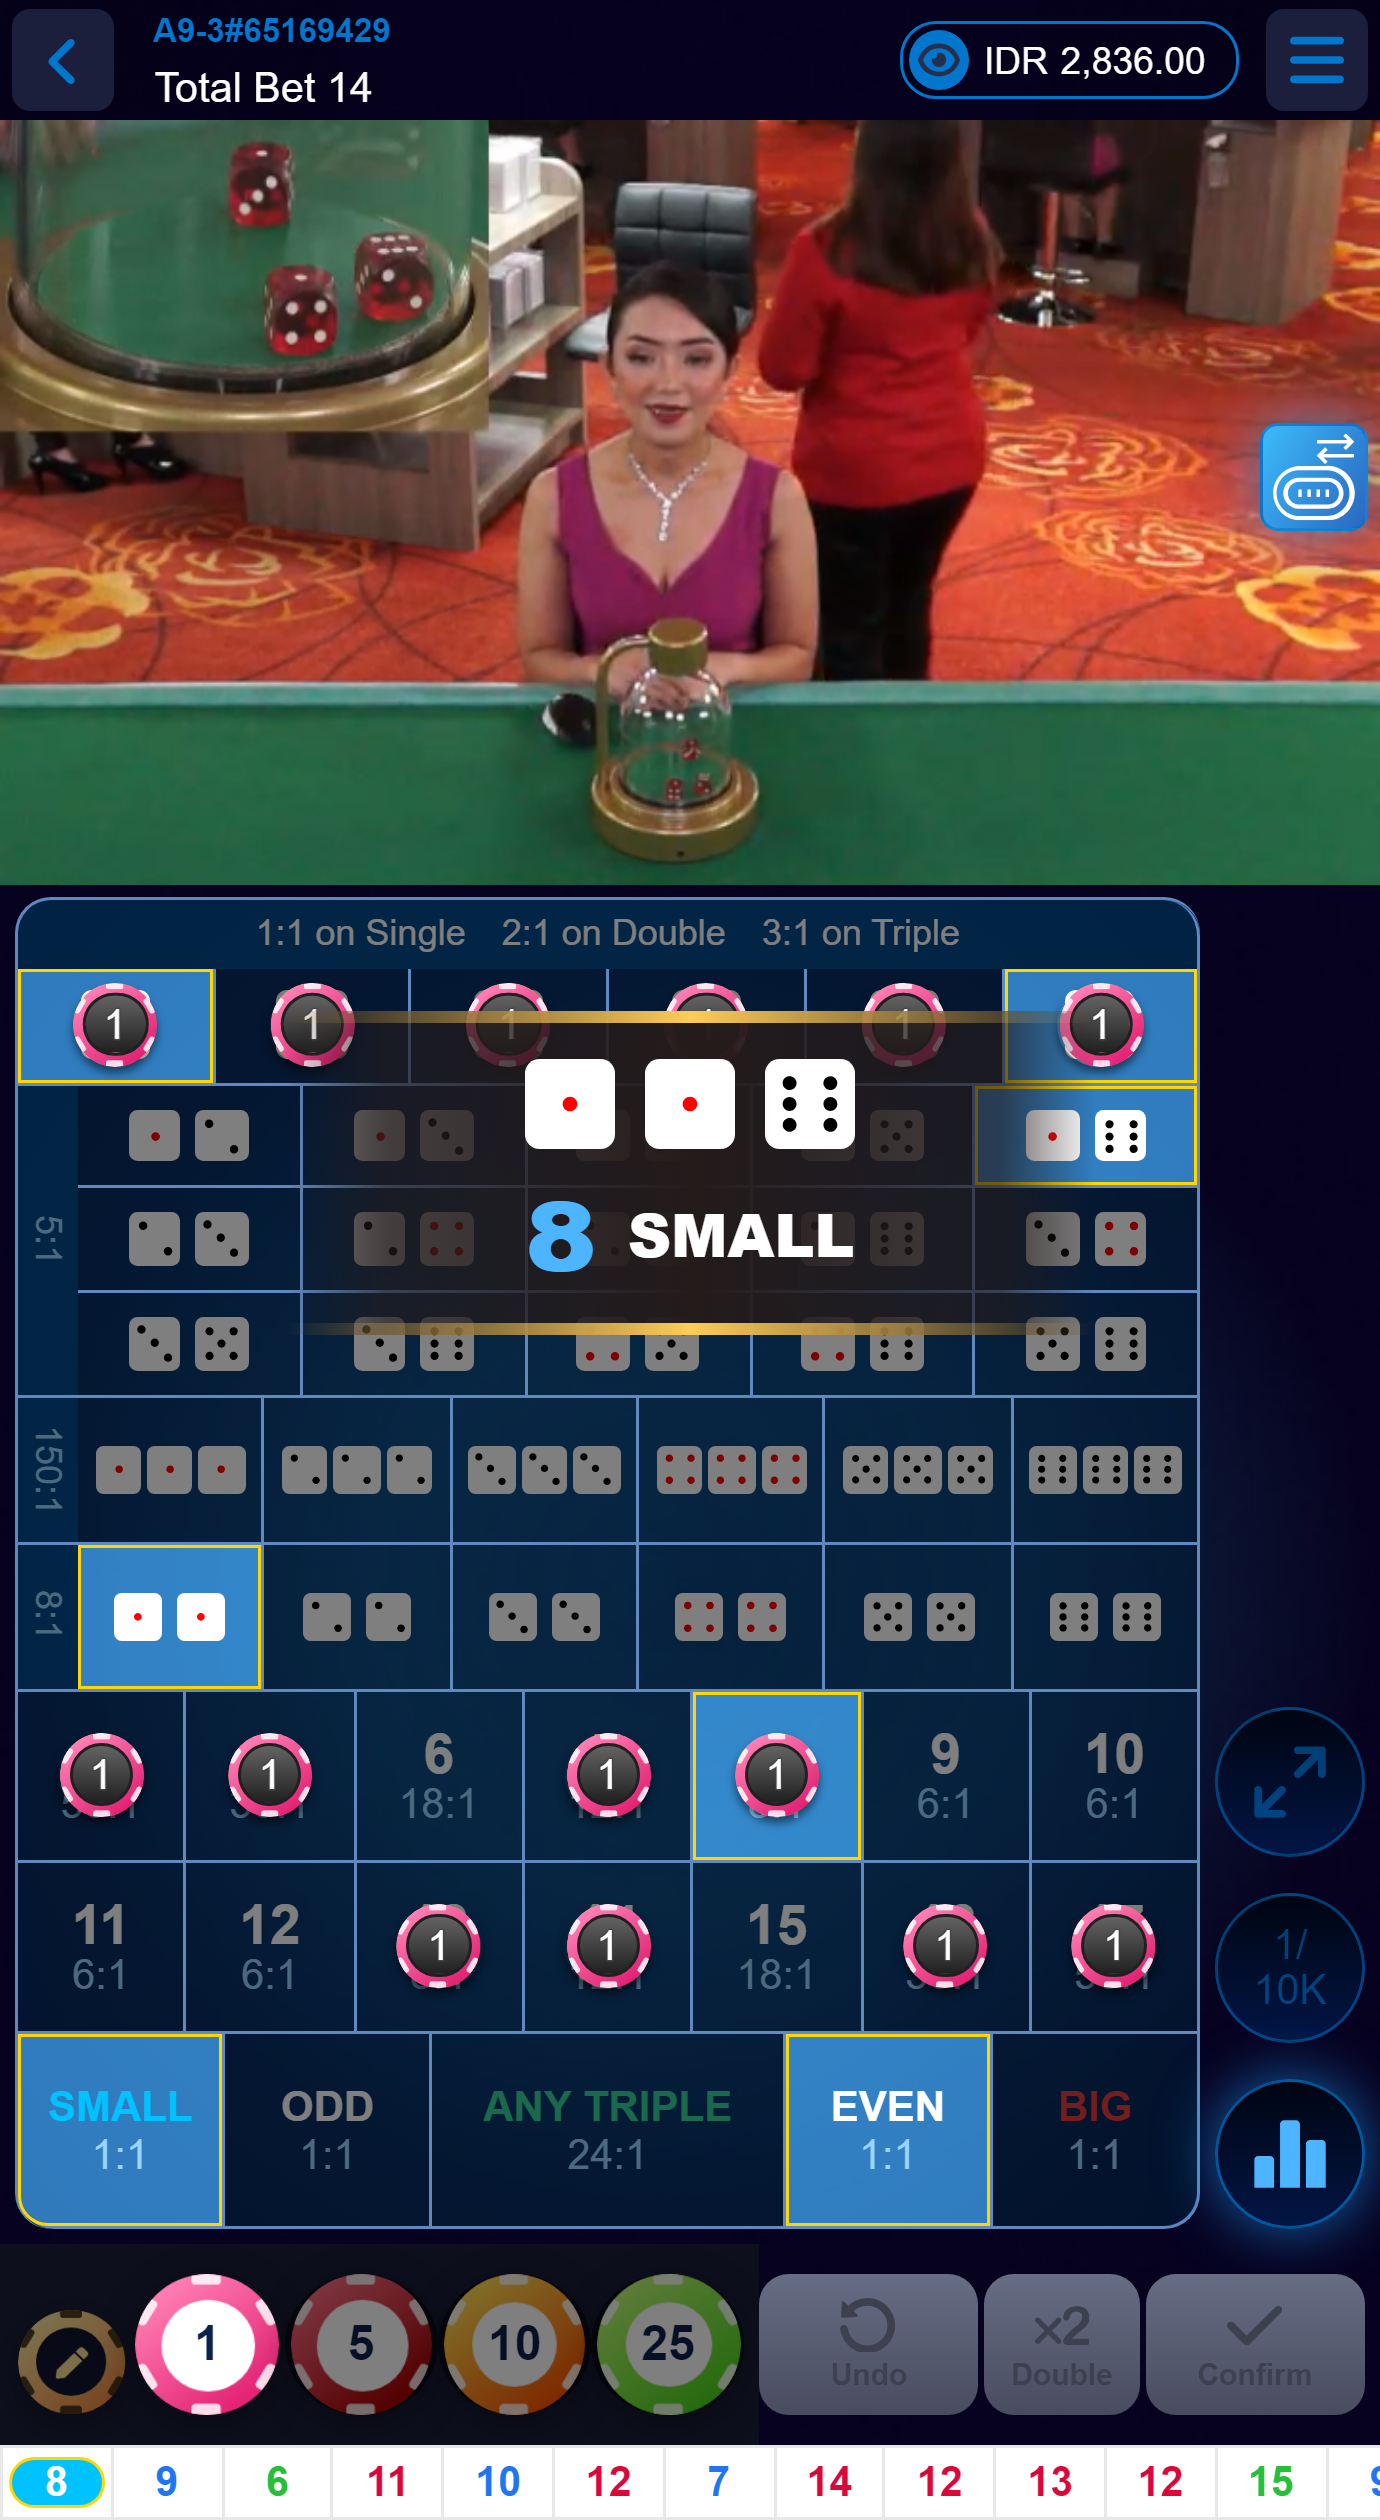 A9-3#65169429
Total Bet 14
IDR 2,836.00
1:1 on Single 2:1 on Double 3:1 on Triple
1 1 1 1 1 1
8 SMALL
5:1
150:1
8:1
1 1 6 1 1 9 10
18:1 6:1 6:1
11 12 1 1 15 1 1
6:1 6:1 18:1
SMALL ODD ANY TRIPLE EVEN BIG
1:1 1:1 24:1 1:1 1:1
1/
10K
1 5 10 25
Undo x2 Double Confirm
8 9 6 11 10 12 7 14 12 13 12 15